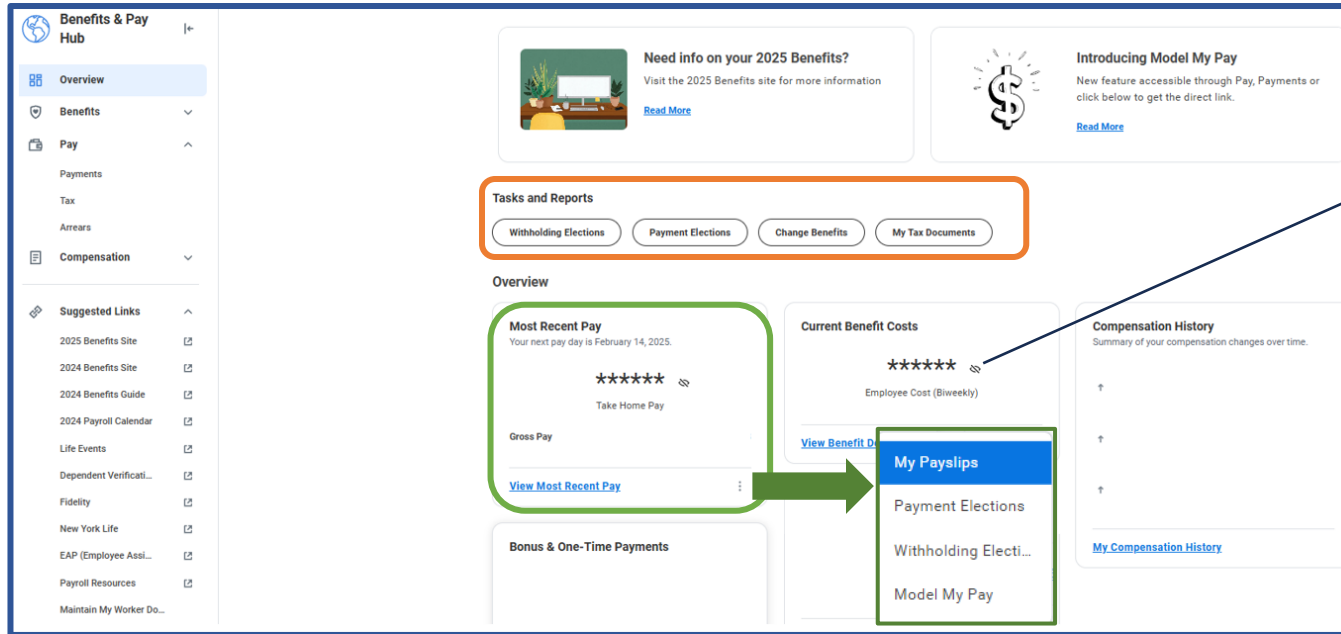 Benefits & Pay
Hub
Overview
Benefits
Pay
Payments
Tax
Arrears
Compensation
Suggested Links
2025 Benefits Site
2024 Benefits Site
2024 Benefits Guide
2024 Payroll Calendar
Life Events
Dependent Verificati...
Fidelity
New York Life
EAP (Employee Assi...
Payroll Resources
Maintain My Worker Do...
Need info on your 2025 Benefits?
Visit the 2025 Benefits site for more information
Read More
Introducing Model My Pay
New feature accessible through Pay, Payments or
click below to get the direct link.
Read More
Tasks and Reports
Withholding Elections
Payment Elections
Change Benefits
My Tax Documents
Overview
Most Recent Pay
Your next pay day is February 14, 2025.
******
Take Home Pay
Gross Pay
View Most Recent Pay
Current Benefit Costs
******
Employee Cost (Biweekly)
View Benefit De
My Payslips
Payment Elections
Withholding Electi...
Model My Pay
Compensation History
Summary of your compensation changes over time.
My Compensation History
Bonus & One-Time Payments